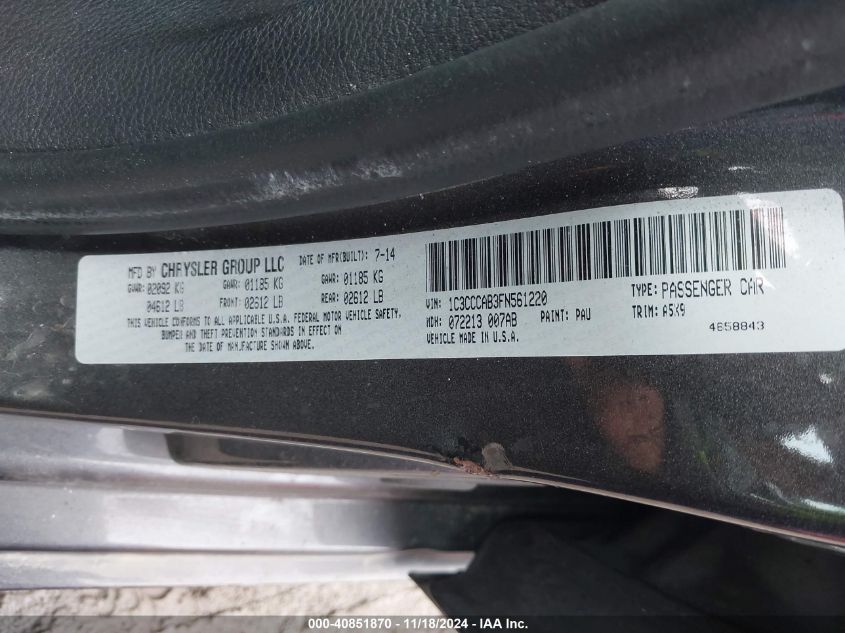 MFD BY CHRYSLER GROUP LLC DATE OF MFR(BUILT): 7-14
GVWR: 02092 KG GAWR: 01185 KG GAWR: 01185 KG
04612 LB FRONT: 02612 LB REAR: 02612 LB
THIS VEHICLE CONFORMS TO ALL APPLICABLE U.S.A. FEDERAL MOTOR VEHICLE SAFETY,
BUMPER AND THEFT PREVENTION STANDARDS IN EFFECT ON
THE DATE OF MANUFACTURE SHOWN ABOVE.
VIN: 1C3CCCAB3FN561220 TYPE: PASSENGER CAR
MDH: 072213 007AB PAINT: PAU TRIM: A5X9
VEHICLE MADE IN U.S.A. 4658843
000-40851870 - 11/18/2024 - IAA Inc.